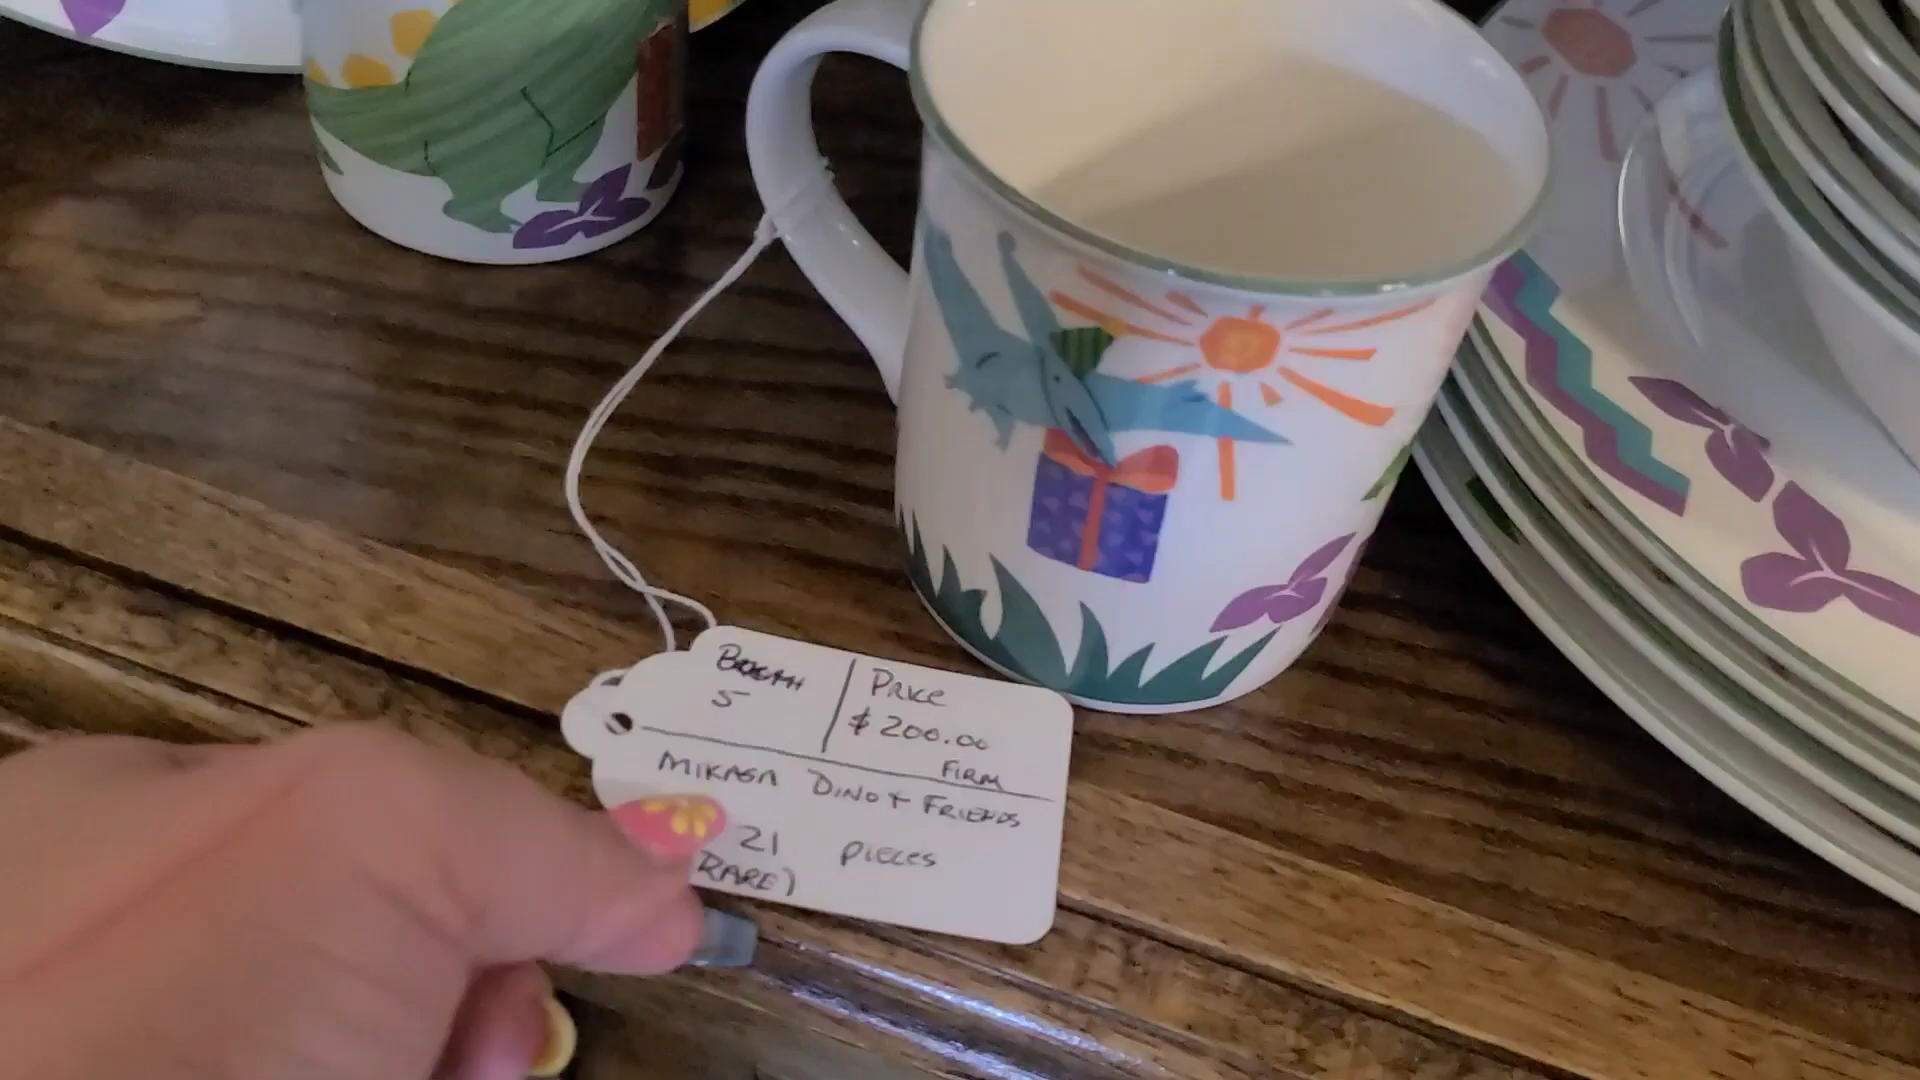 Booth
5
Price
$200.00
Firm
Mikasa Dino + Friends
21 pieces
Rare)